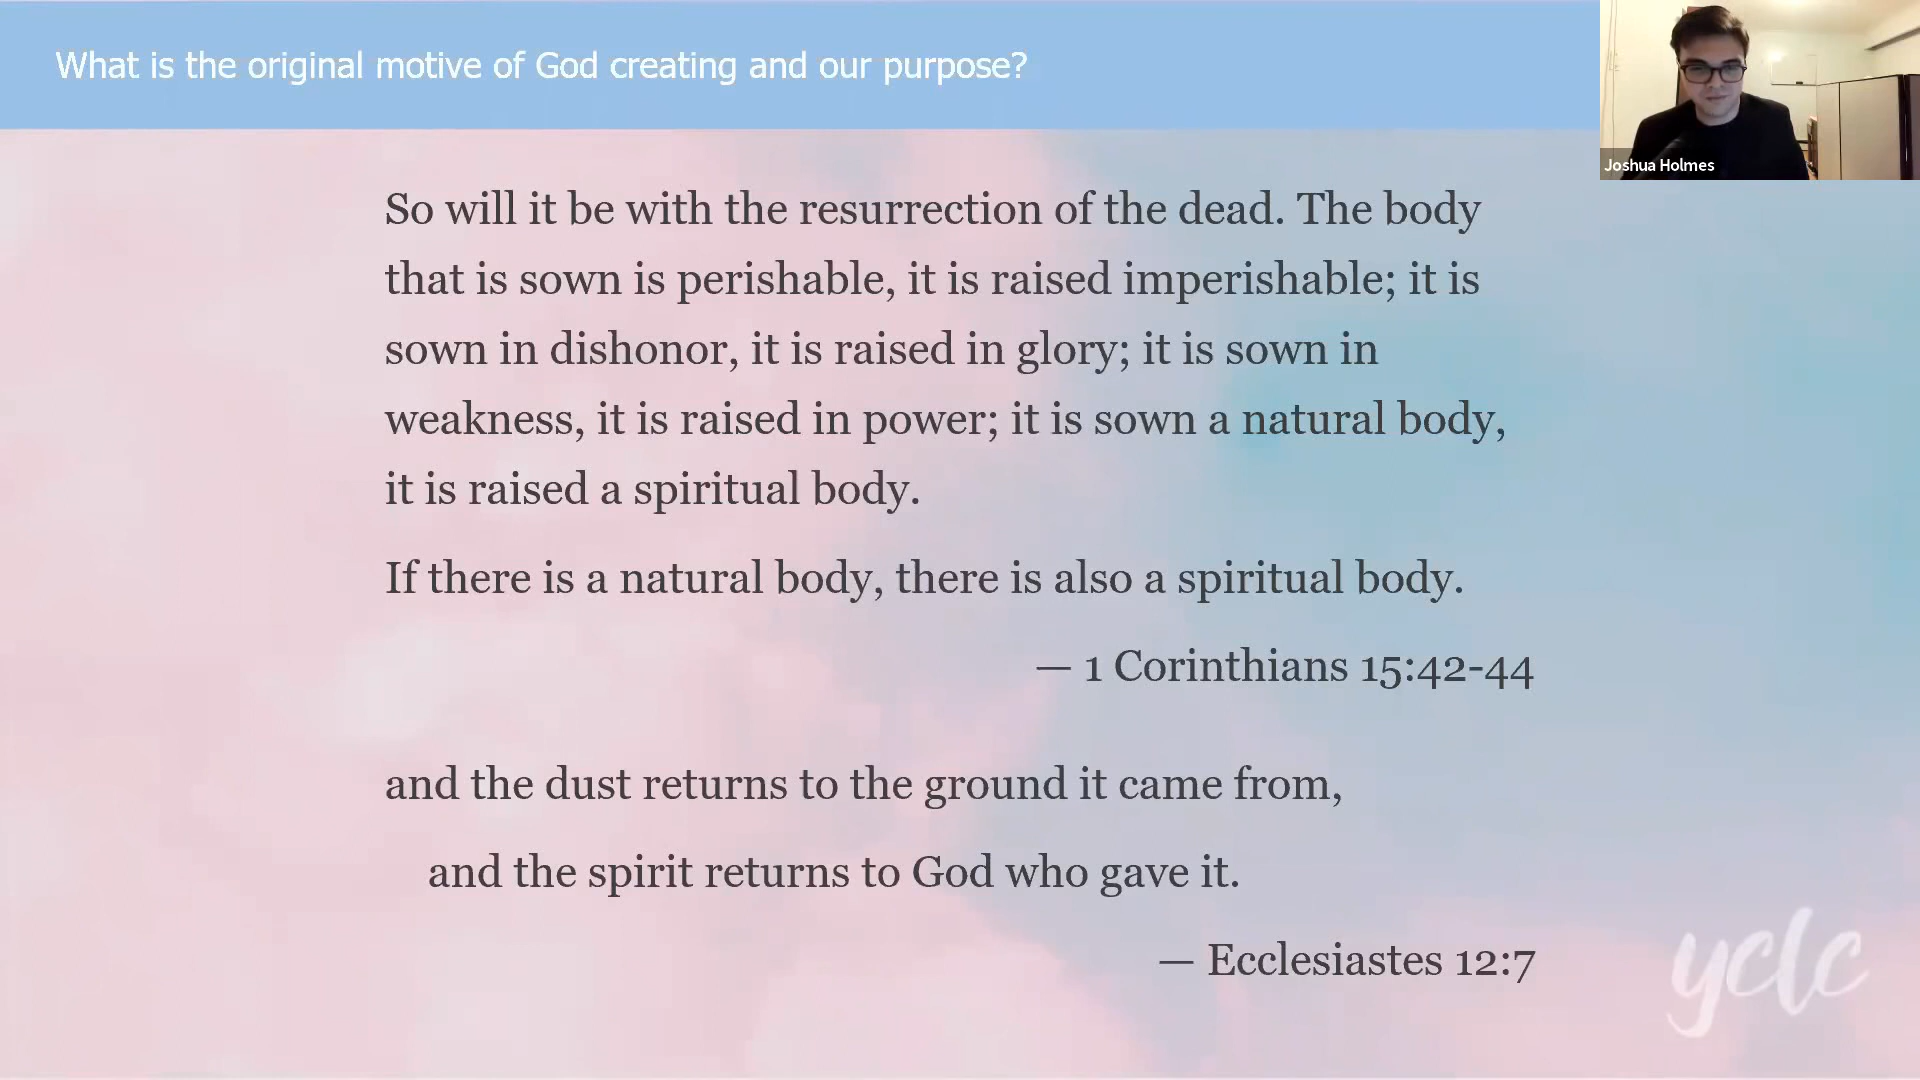 What is the original motive of God creating and our purpose?
Joshua Holmes
So will it be with the resurrection of the dead. The body
that is sown is perishable, it is raised imperishable; it is
sown in dishonor, it is raised in glory; it is sown in
weakness, it is raised in power; it is sown a natural body,
it is raised a spiritual body.
If there is a natural body, there is also a spiritual body.
— 1 Corinthians 15:42-44
and the dust returns to the ground it came from,
and the spirit returns to God who gave it.
— Ecclesiastes 12:7
yclc